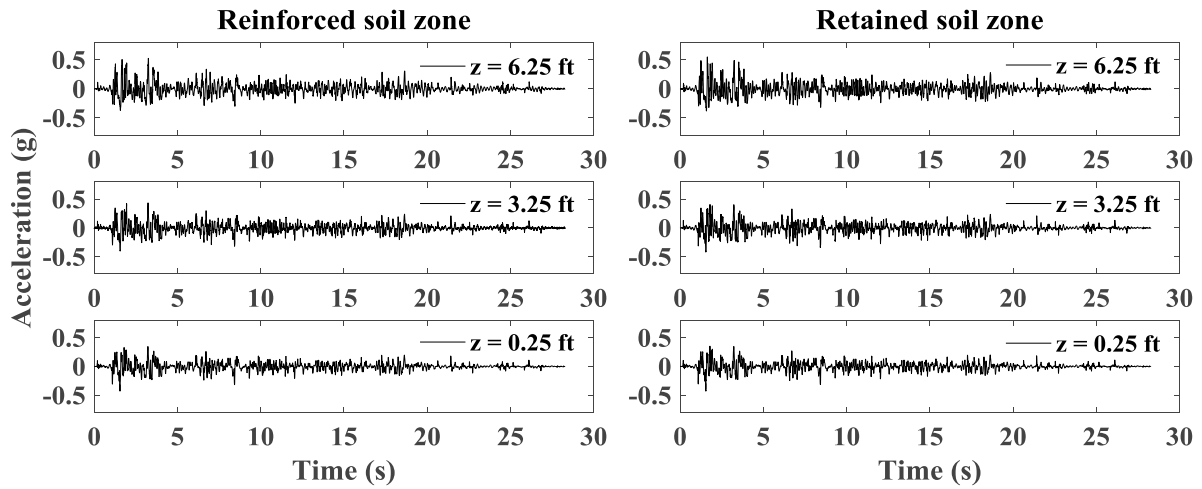 Reinforced soil zone
Retained soil zone
Acceleration (g)
0.5
0
-0.5
z = 6.25 ft
0 5 10 15 20 25 30
0.5
0
-0.5
z = 6.25 ft
0 5 10 15 20 25 30
0.5
0
-0.5
z = 3.25 ft
0 5 10 15 20 25 30
0.5
0
-0.5
z = 3.25 ft
0 5 10 15 20 25 30
0.5
0
-0.5
z = 0.25 ft
0 5 10 15 20 25 30
0.5
0
-0.5
z = 0.25 ft
0 5 10 15 20 25 30
Time (s)
Time (s)